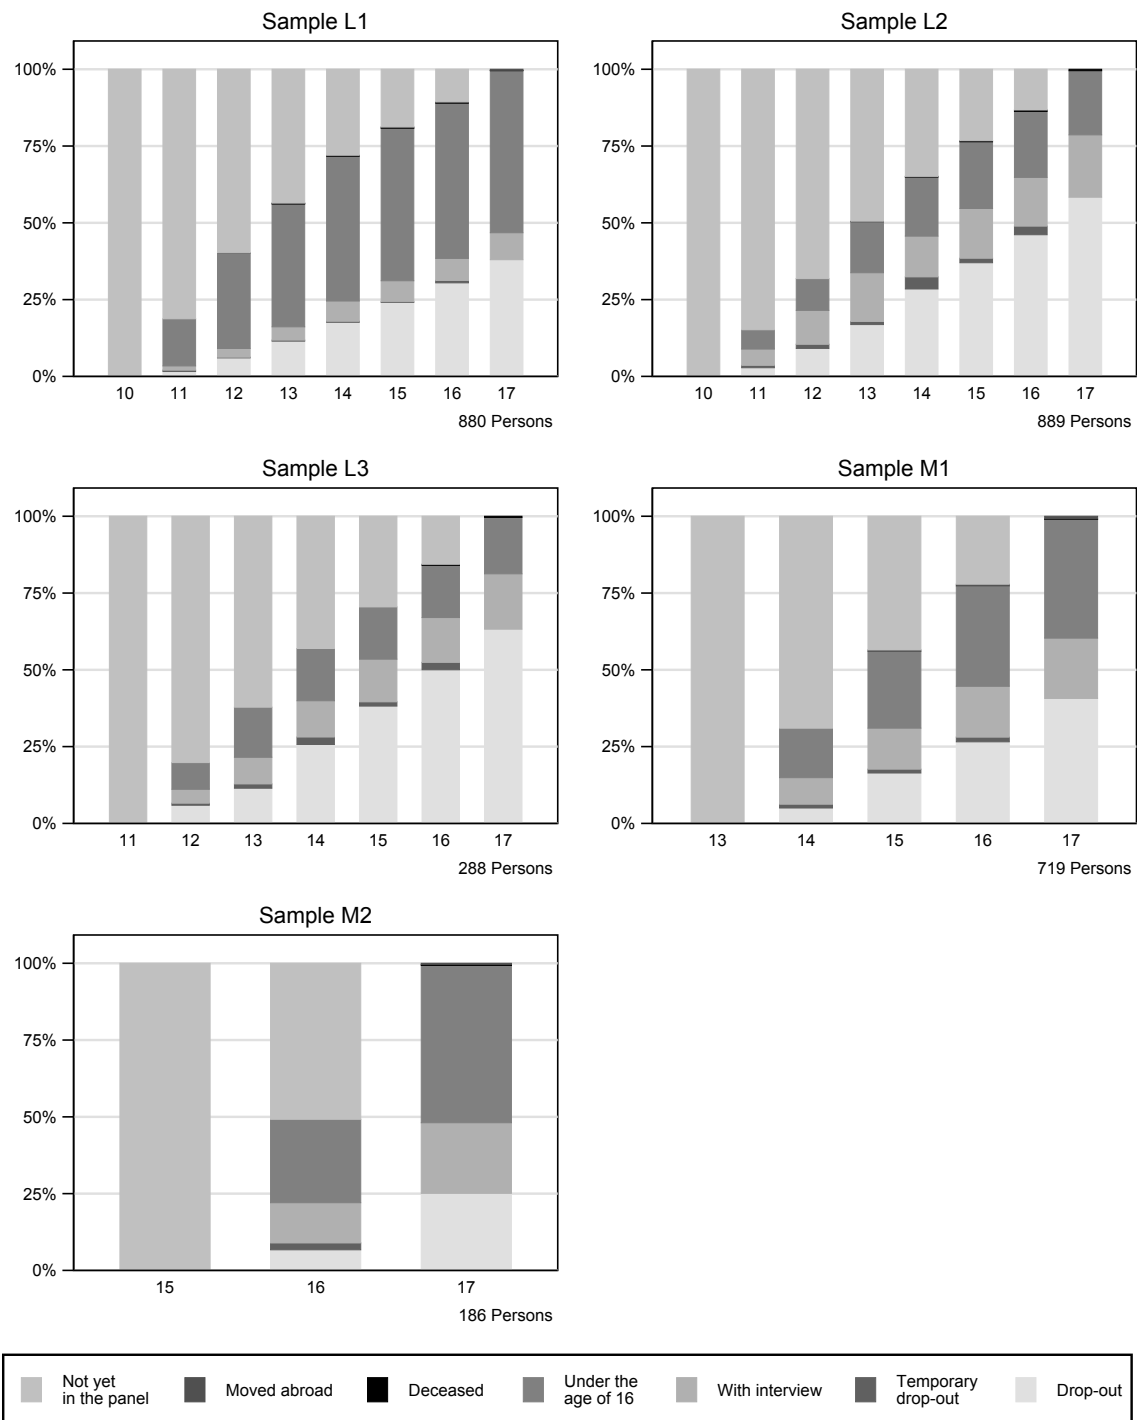 Sample L1
100%
75%
50%
25%
0%
10 11 12 13 14 15 16 17
880 Persons
Sample L2
100%
75%
50%
25%
0%
10 11 12 13 14 15 16 17
889 Persons
Sample L3
100%
75%
50%
25%
0%
11 12 13 14 15 16 17
288 Persons
Sample M1
100%
75%
50%
25%
0%
13 14 15 16 17
719 Persons
Sample M2
100%
75%
50%
25%
0%
15 16 17
186 Persons
Not yet
in the panel
Moved abroad
Deceased
Under the
age of 16
With interview
Temporary
drop-out
Drop-out